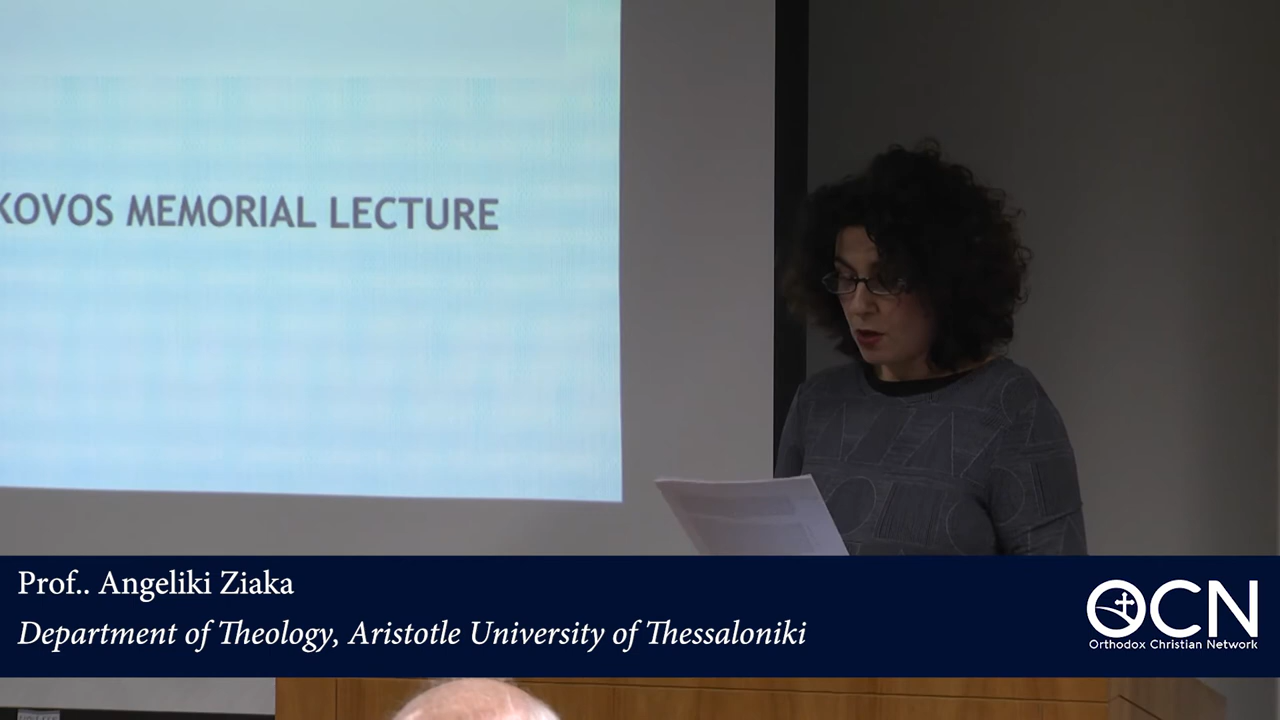 KOVOS MEMORIAL LECTURE
Prof.. Angeliki Ziaka
Department of Theology, Aristotle University of Thessaloniki
OCN
Orthodox Christian Network